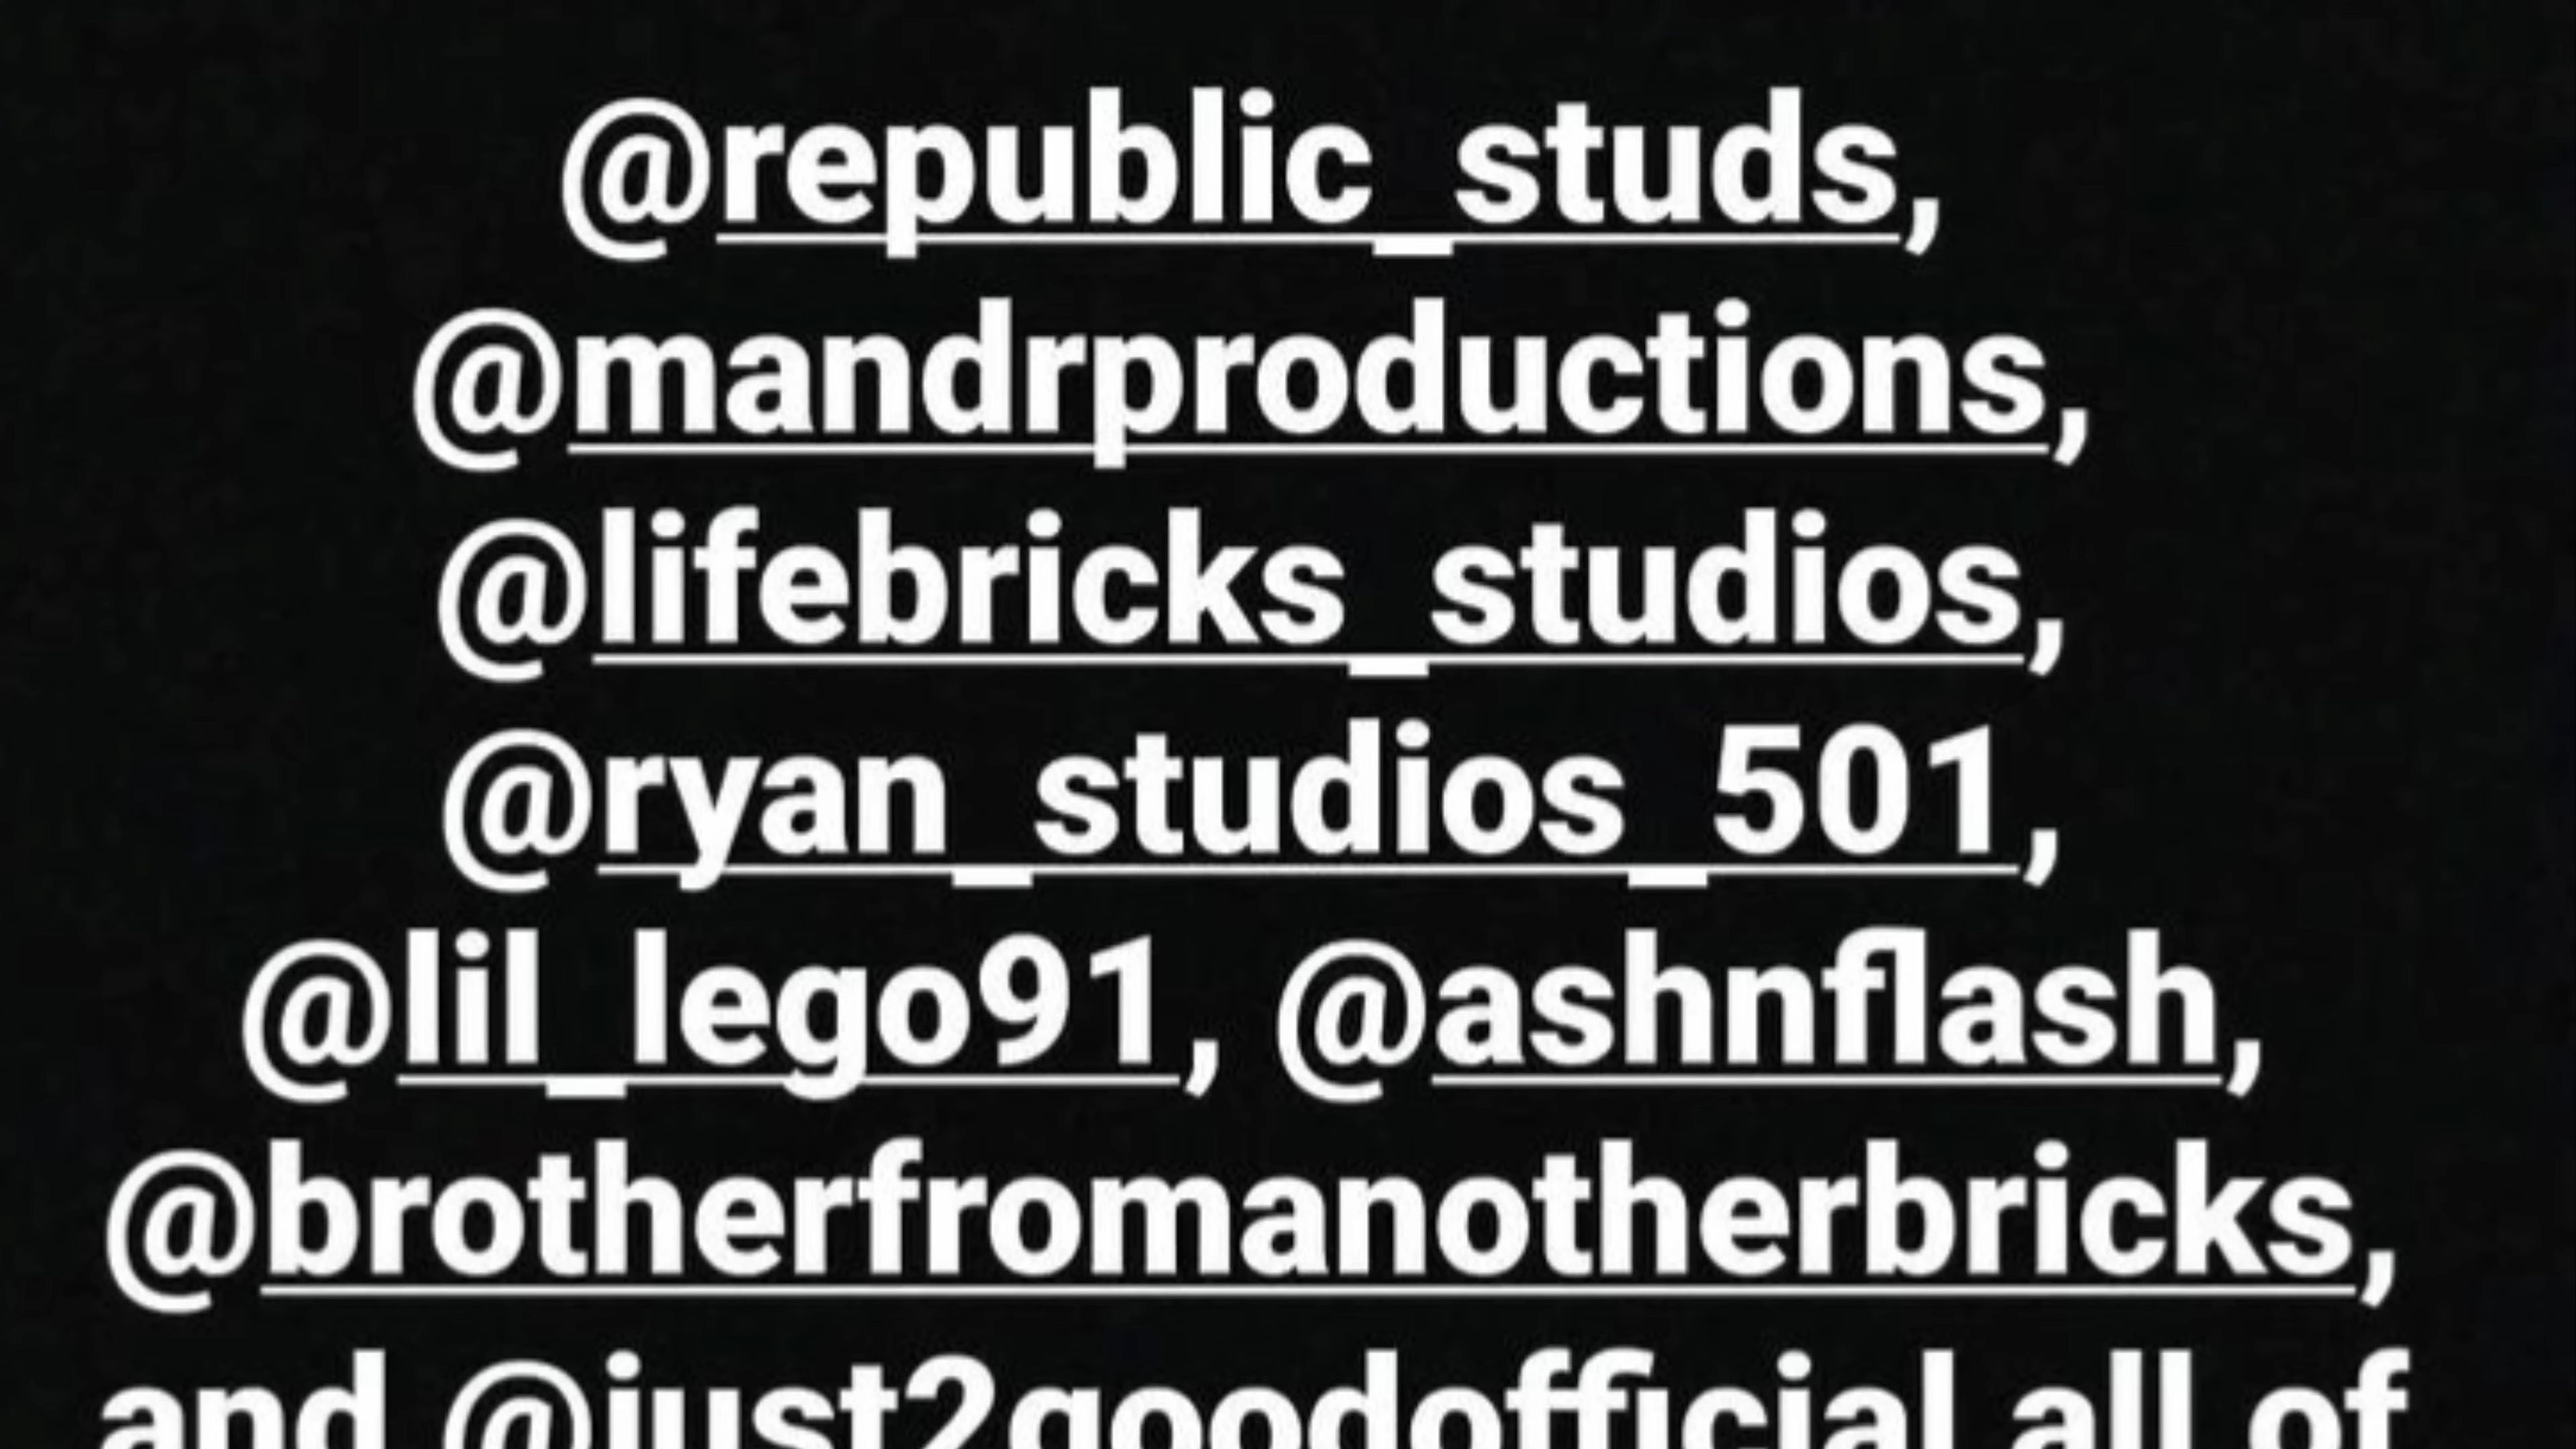 @republic_studs,
@mandrproductions,
@lifebricks_studios,
@ryan_studios_501,
@lil_lego91, @ashnflash,
@brotherfromanotherbricks,
and @just2goodofficial all of